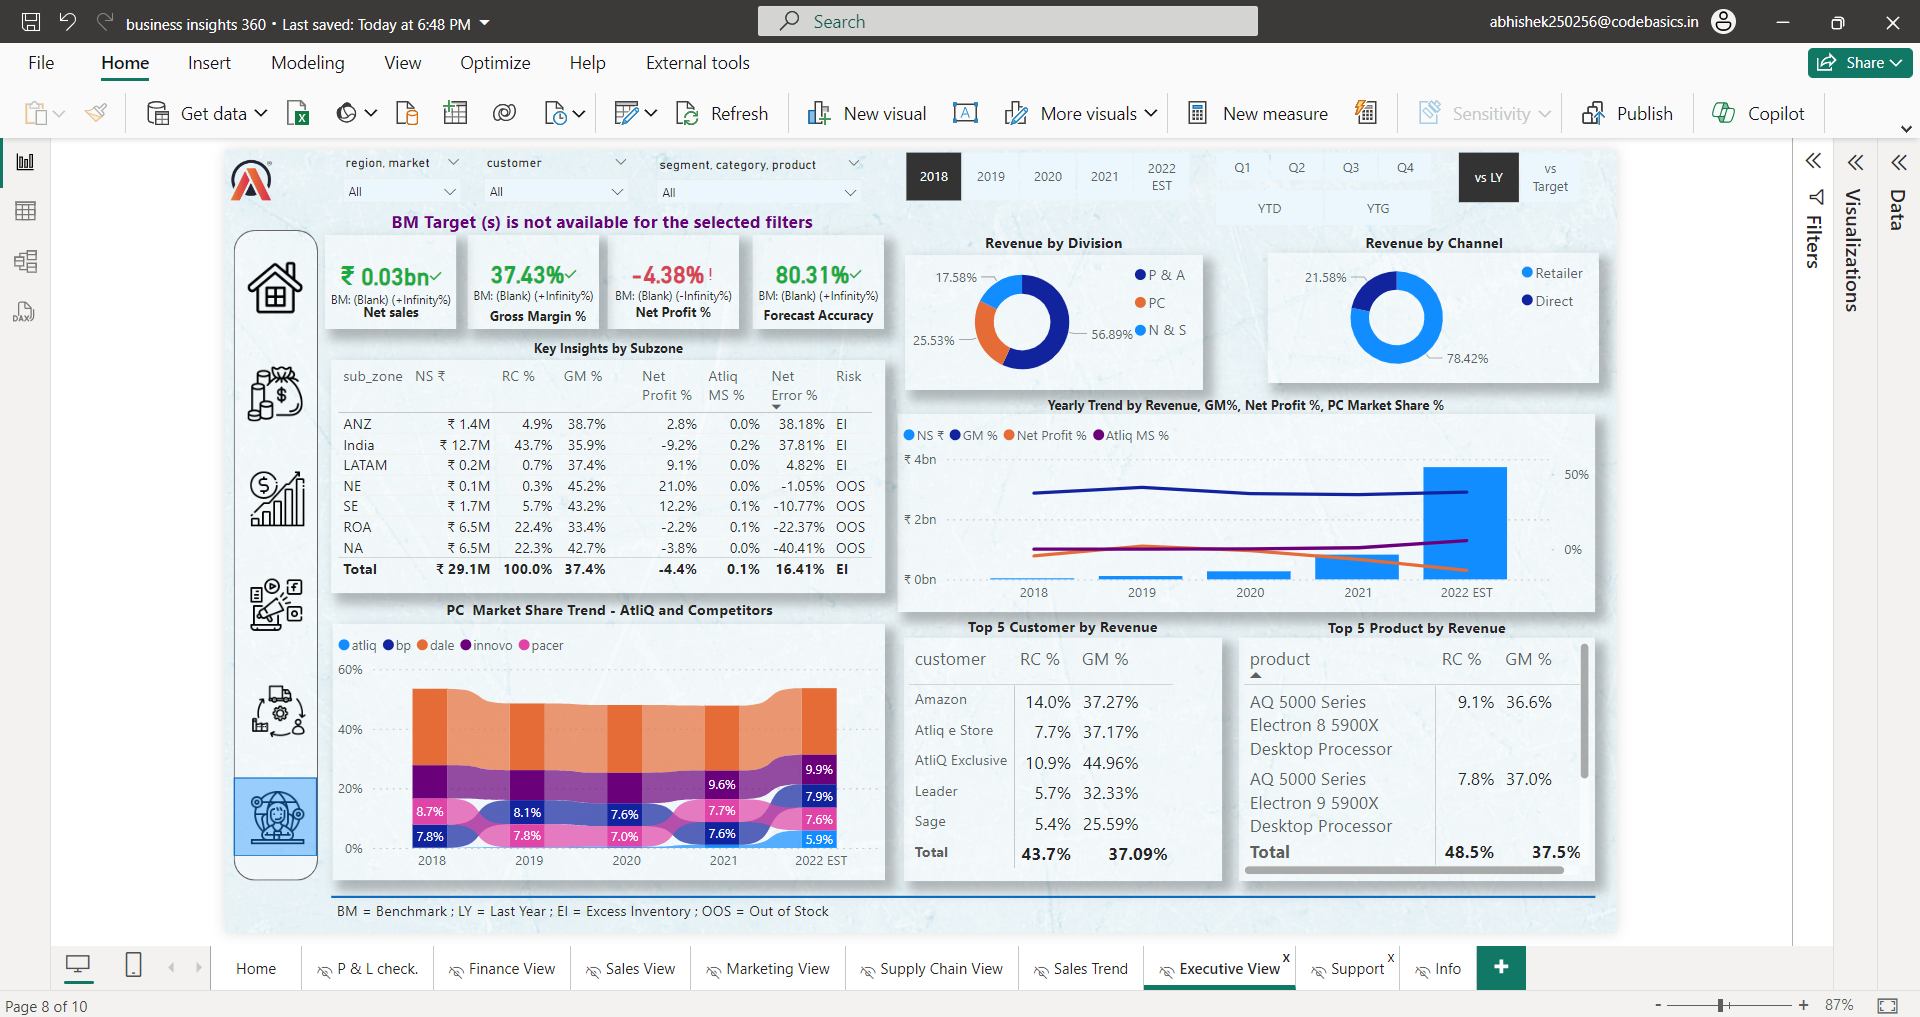 business insights 360 • Last saved: Today at 6:48 PM
Search
abhishek250256@codebasics.in
File Home Insert Modeling View Optimize Help External tools
Share
Get data
Refresh
New visual
More visuals
New measure
Sensitivity
Publish
Copilot
DAX
region, market
All
customer
All
segment, category, product
All
2018 2019 2020 2021 2022 EST
Q1 Q2 Q3 Q4
YTD YTG
vs LY
vs Target
Filters
Visualizations
Data
BM Target (s) is not available for the selected filters
₹ 0.03bn✓
BM: (Blank) (+Infinity%)
Net sales
37.43%✓
BM: (Blank) (+Infinity%)
Gross Margin %
-4.38% !
BM: (Blank) (-Infinity%)
Net Profit %
80.31%✓
BM: (Blank) (+Infinity%)
Forecast Accuracy
Revenue by Division
17.58%
25.53%
56.89%
P & A
PC
N & S
Revenue by Channel
21.58%
78.42%
Retailer
Direct
Key Insights by Subzone
sub_zone NS ₹ RC % GM % Net Profit % Atliq MS % Net Error % Risk
ANZ ₹ 1.4M 4.9% 38.7% 2.8% 0.0% 38.18% EI
India ₹ 12.7M 43.7% 35.9% -9.2% 0.2% 37.81% EI
LATAM ₹ 0.2M 0.7% 37.4% 9.1% 0.0% 4.82% EI
NE ₹ 0.1M 0.3% 45.2% 21.0% 0.0% -1.05% OOS
SE ₹ 1.7M 5.7% 43.2% 12.2% 0.1% -10.77% OOS
ROA ₹ 6.5M 22.4% 33.4% -2.2% 0.1% -22.37% OOS
NA ₹ 6.5M 22.3% 42.7% -3.8% 0.0% -40.41% OOS
Total ₹ 29.1M 100.0% 37.4% -4.4% 0.1% 16.41% EI
Yearly Trend by Revenue, GM%, Net Profit %, PC Market Share %
NS ₹ GM % Net Profit % Atliq MS %
₹ 4bn
₹ 2bn
₹ 0bn
50%
0%
2018 2019 2020 2021 2022 EST
PC Market Share Trend - AtliQ and Competitors
atliq bp dale innovo pacer
60%
40%
20%
0%
8.7%
7.8%
8.1%
7.8%
7.6%
7.0%
9.6%
7.7%
7.6%
9.9%
7.9%
7.6%
5.9%
2018 2019 2020 2021 2022 EST
Top 5 Customer by Revenue
customer RC % GM %
Amazon 14.0% 37.27%
Atliq e Store 7.7% 37.17%
AtliQ Exclusive 10.9% 44.96%
Leader 5.7% 32.33%
Sage 5.4% 25.59%
Total 43.7% 37.09%
Top 5 Product by Revenue
product RC % GM %
AQ 5000 Series 9.1% 36.6%
Electron 8 5900X
Desktop Processor
AQ 5000 Series 7.8% 37.0%
Electron 9 5900X
Desktop Processor
Total 48.5% 37.5%
BM = Benchmark ; LY = Last Year ; EI = Excess Inventory ; OOS = Out of Stock
Home P & L check. Finance View Sales View Marketing View Supply Chain View Sales Trend Executive View x Support x Info +
Page 8 of 10
- + 87%